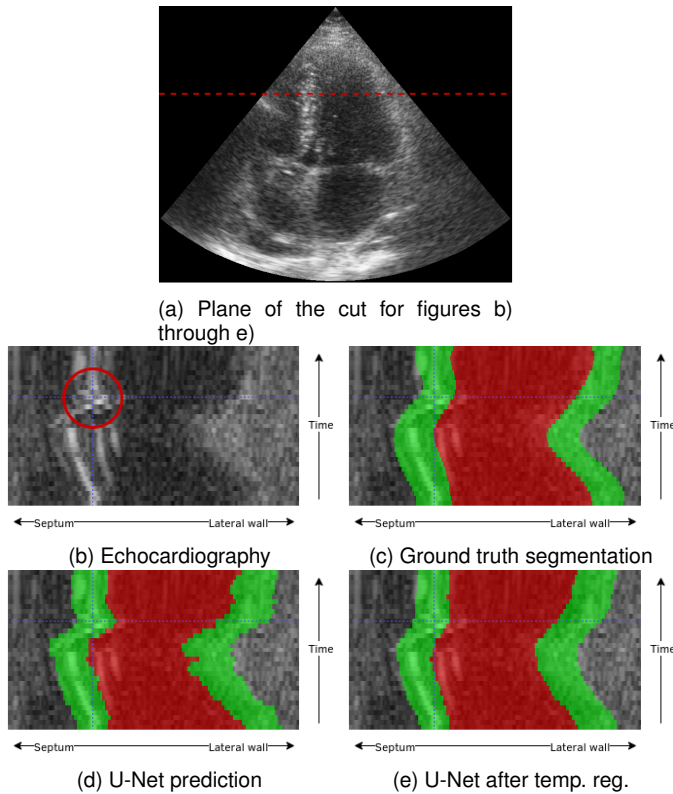 (a) Plane of the cut for figures b)
through e)
Time
Septum
Lateral wall
Time
Septum
Lateral wall
(b) Echocardiography
(c) Ground truth segmentation
Time
Septum
Lateral wall
Time
Septum
Lateral wall
(d) U-Net prediction
(e) U-Net after temp. reg.